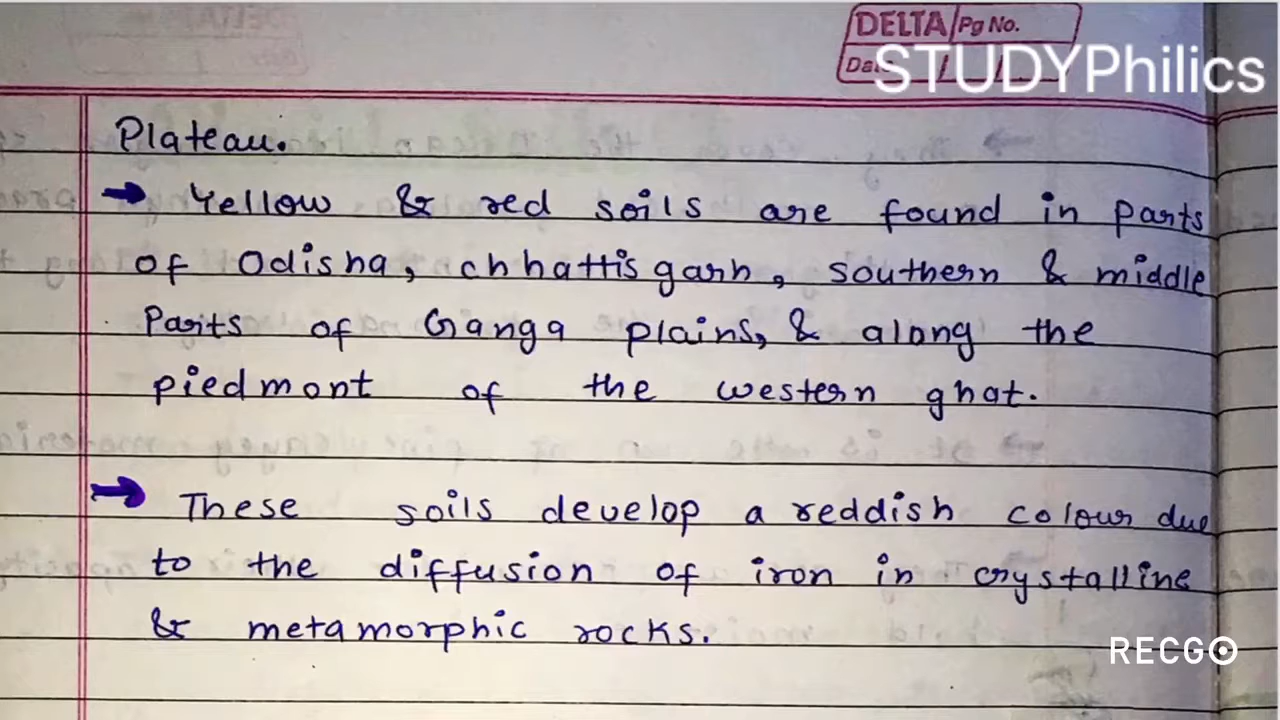 DELTA Pg No.
Date / /
STUDYPhilics
Plateau.
→ Yellow & red soils are found in parts
of Odisha, chhattisgarh, southern & middle
Parts of Ganga plains, & along the
piedmont of the western ghat.
→ These soils develop a reddish colour due
to the diffusion of iron in crystalline
& metamorphic rocks.
RECGO